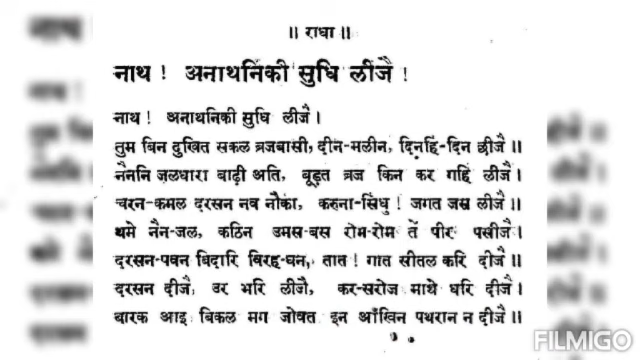 ॥ राधा ॥
नाथ ! अनाथनिकी सुधि लीजै !
नाथ ! अनाथनिकी सुधि लीजै ।
तुम बिन दुखित सकल ब्रजबासी, दीन-मलीन, दिनहिं-दिन छीजै ॥
नैननि जलधारा बाढ़ी अति, बूड़त ब्रज किन कर गहि लीजै ।
चरन-कमल दरसन नव नौका, करुना-सिंधु ! जगत जस लीजै ॥
थमे नैन-जल, कठिन उमस-बस रोम-रोम तें पीर पसीजै ।
दरसन-पवन बिदारि विरह-घन, तात ! गात सीतल करि दीजै ॥
दरसन दीजै, उर भरि लीजै, कर-सरोज माथे धरि दीजै ।
बारक आइ बिकल मग जोवत इन आँखिन पथरान न दीजै ॥
FILMIGO